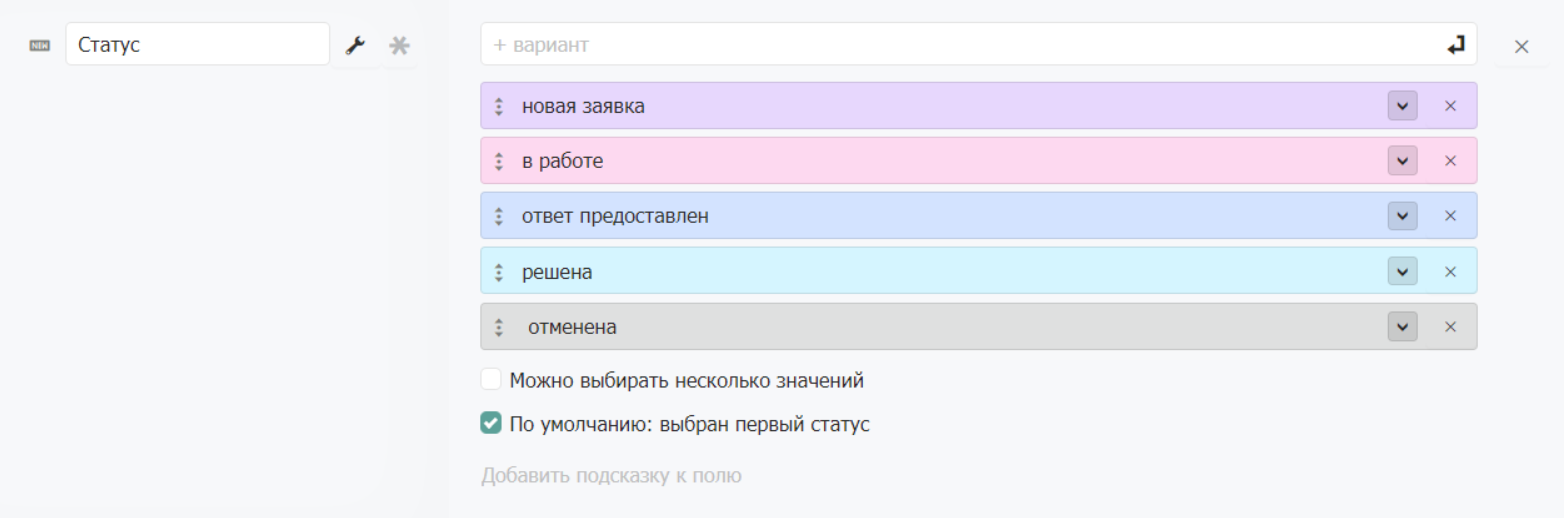 NEW
Статус
+ вариант
новая заявка
в работе
ответ предоставлен
решена
отменена
Можно выбирать несколько значений
По умолчанию: выбран первый статус
Добавить подсказку к полю